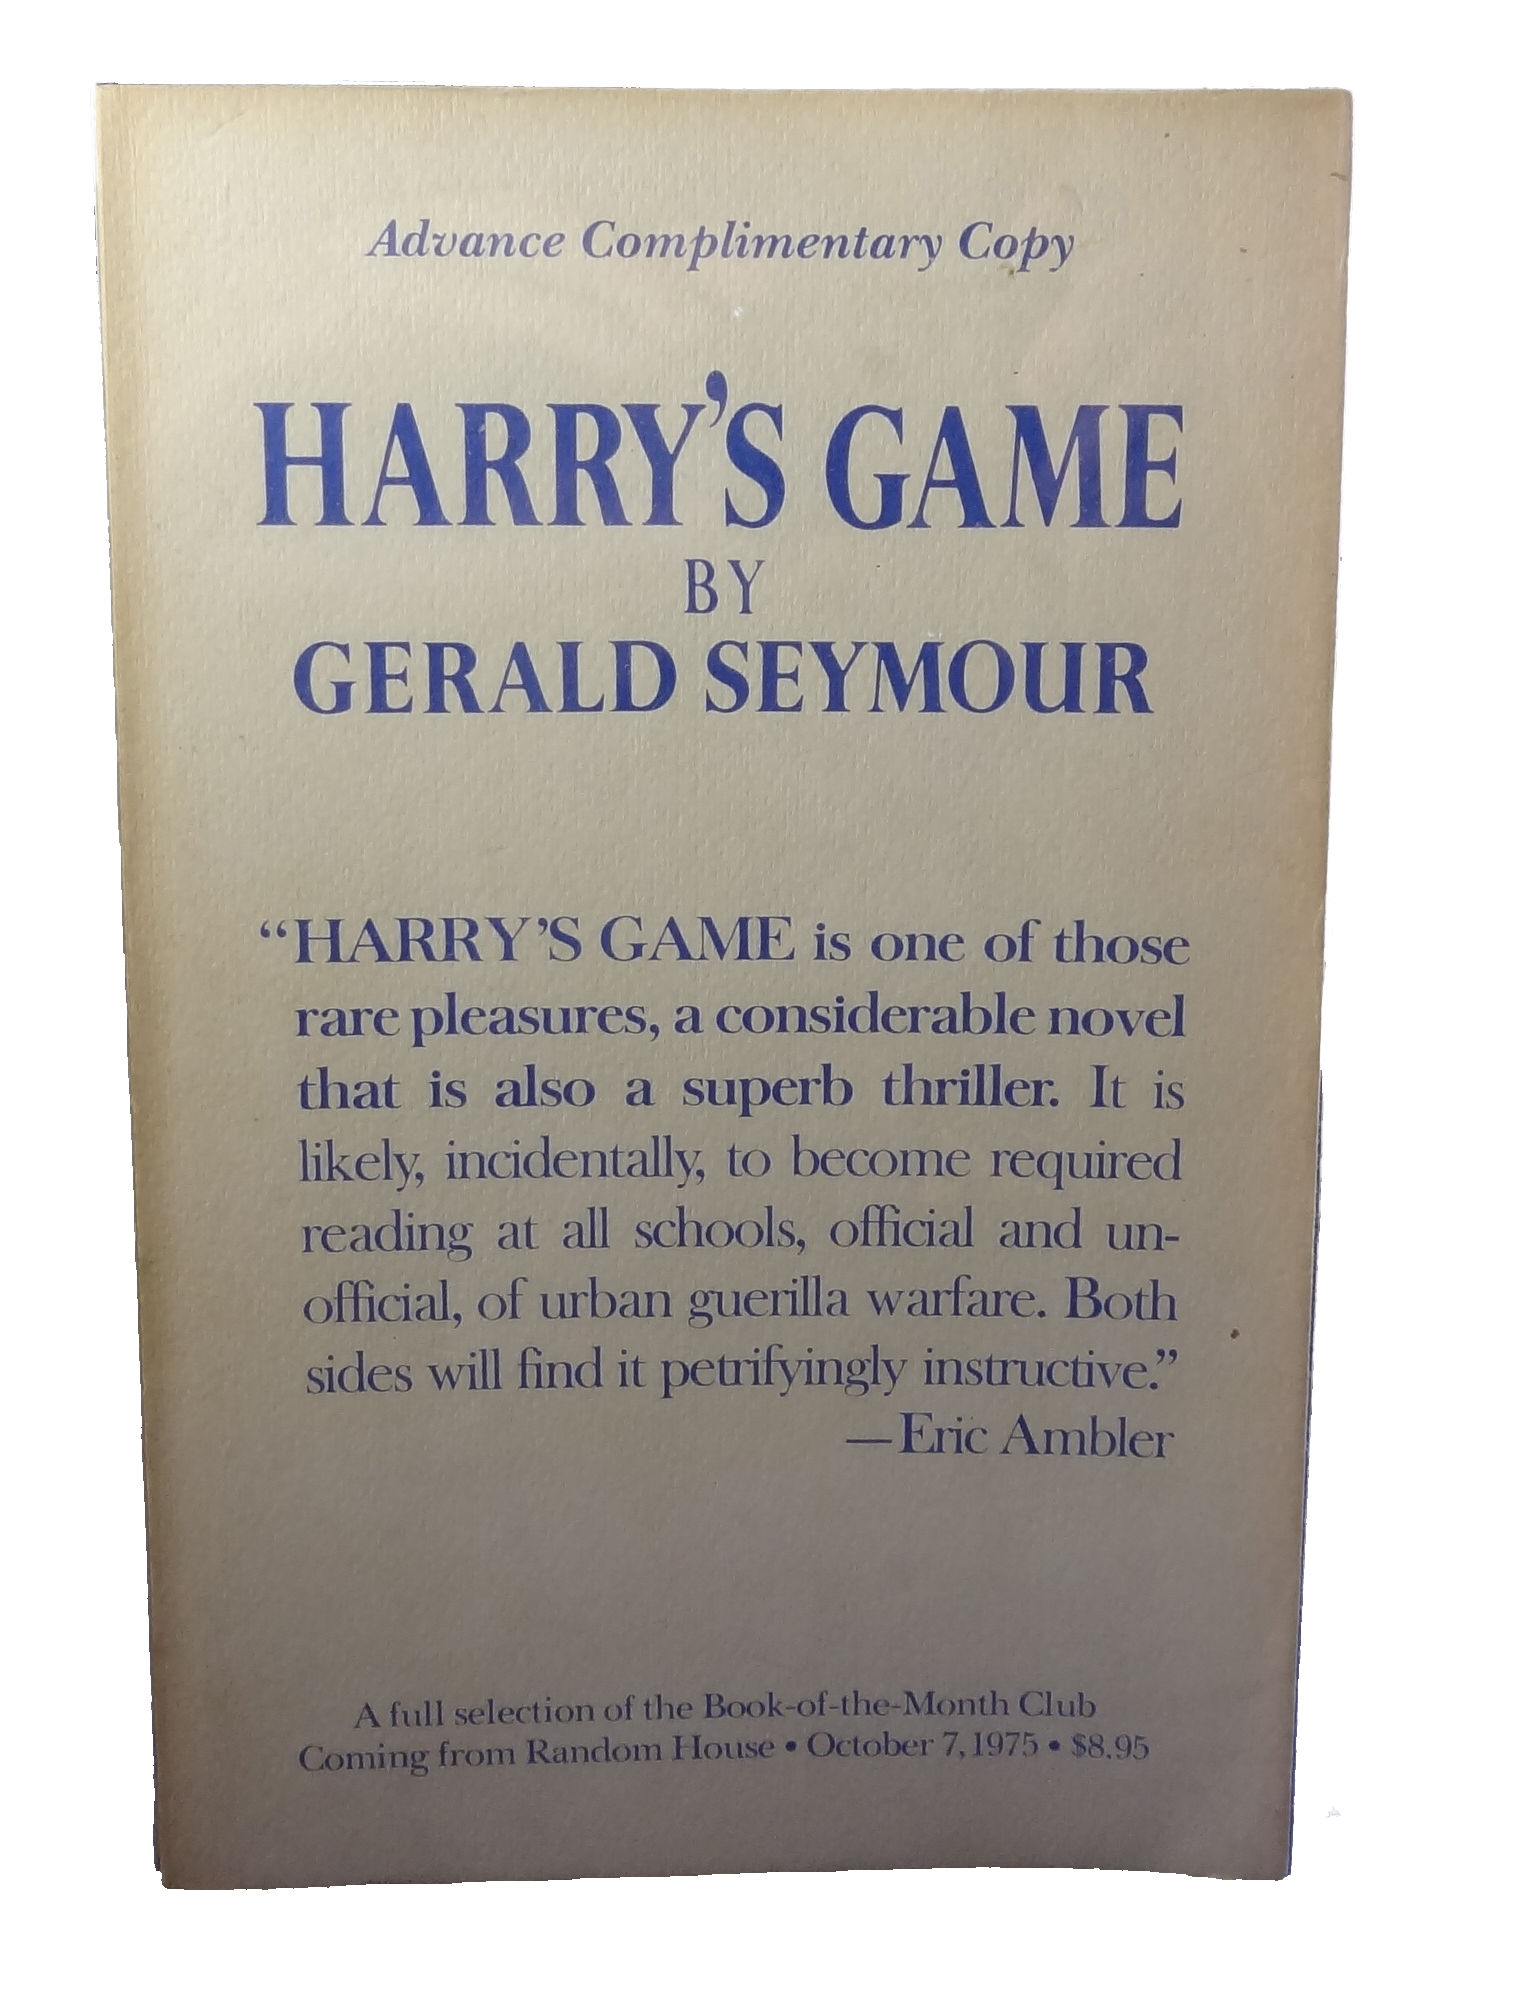 Advance Complimentary Copy
HARRY'S GAME
BY
GERALD SEYMOUR
“HARRY’S GAME is one of those
rare pleasures, a considerable novel
that is also a superb thriller. It is
likely, incidentally, to become required
reading at all schools, official and un-
official, of urban guerilla warfare. Both
sides will find it petrifyingly instructive.”
—Eric Ambler
A full selection of the Book-of-the-Month Club
Coming from Random House • October 7, 1975 • $8.95